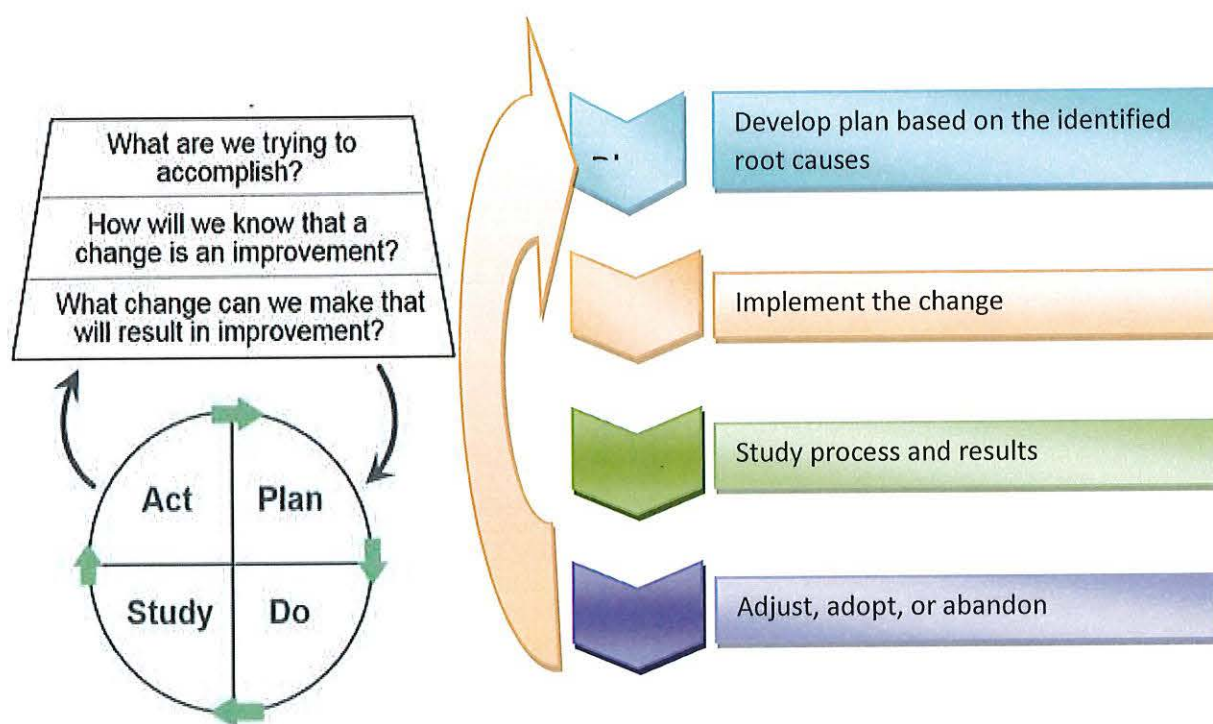 What are we trying to
accomplish?
How will we know that a
change is an improvement?
What change can we make that
will result in improvement?
Act
Plan
Study
Do
Develop plan based on the identified
root causes
Implement the change
Study process and results
Adjust, adopt, or abandon